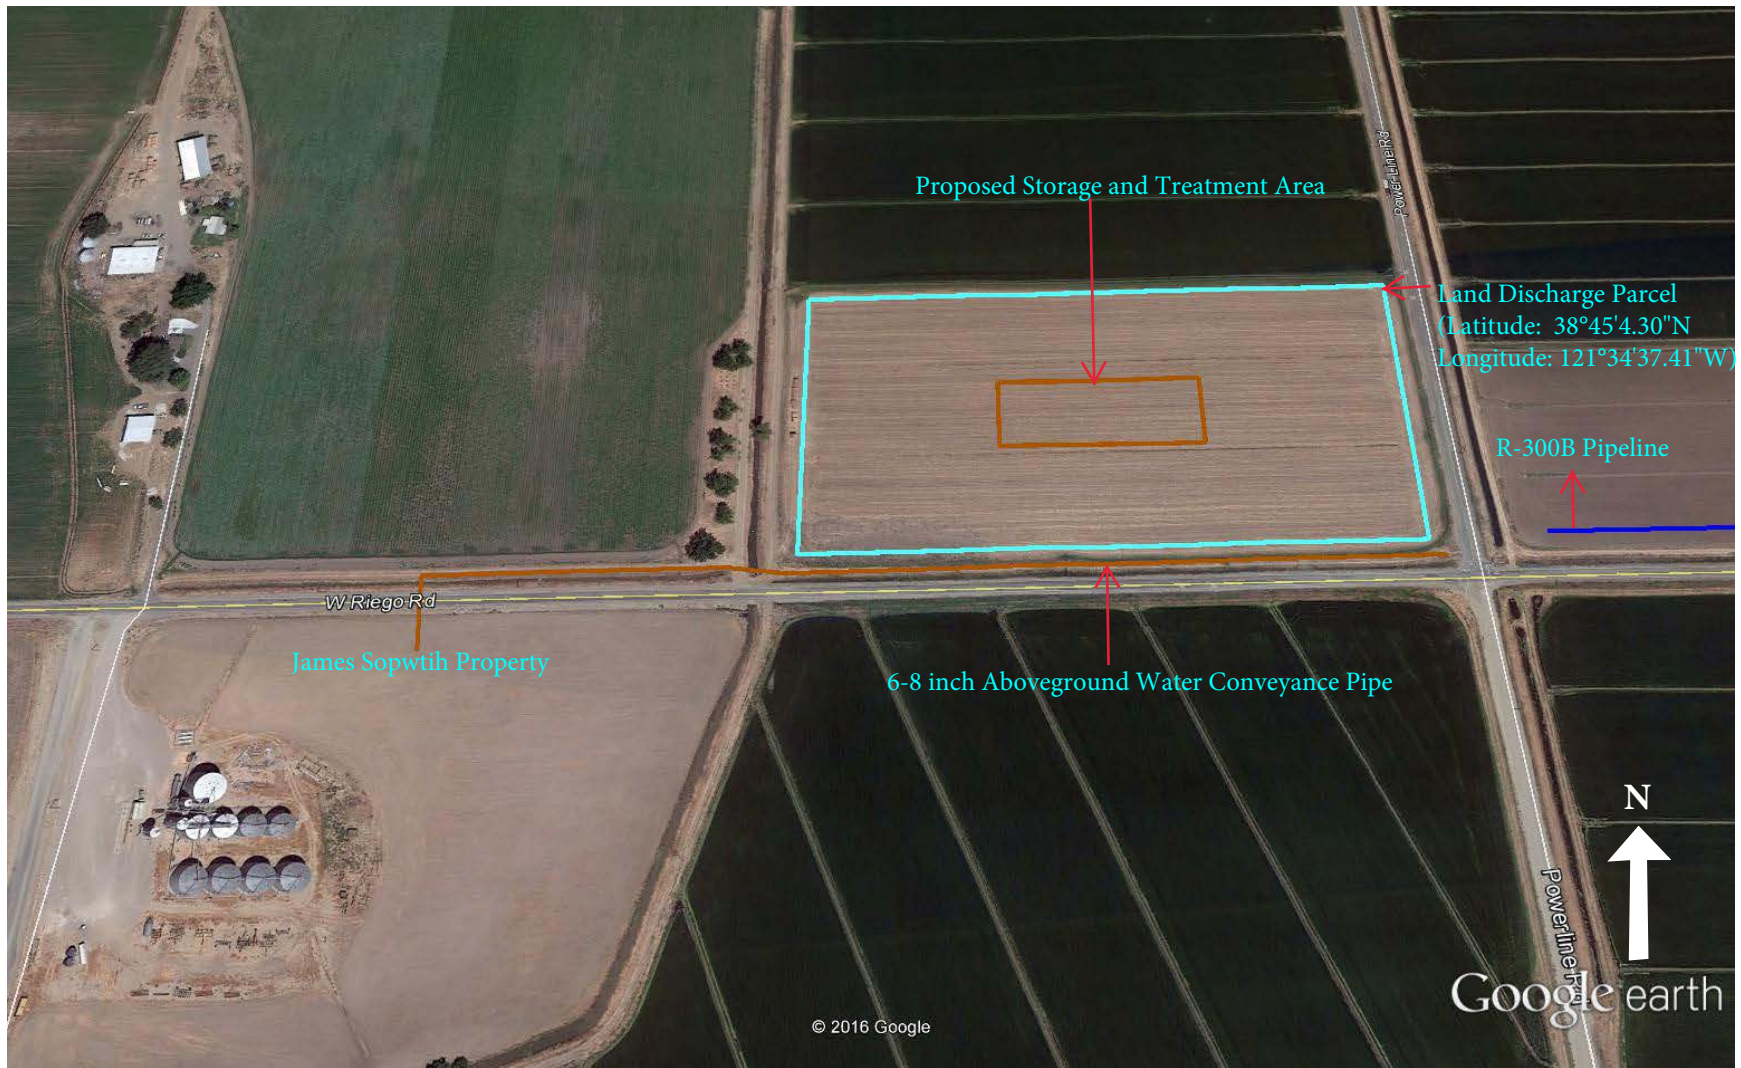 Power Line Rd
Proposed Storage and Treatment Area
Land Discharge Parcel
(Latitude:  38°45'4.30"N
Longitude: 121°34'37.41"W)
R-300B Pipeline
W Riego Rd
James Sopwtih Property
6-8 inch Aboveground Water Conveyance Pipe
N
Powerline Rd
Google earth
© 2016 Google